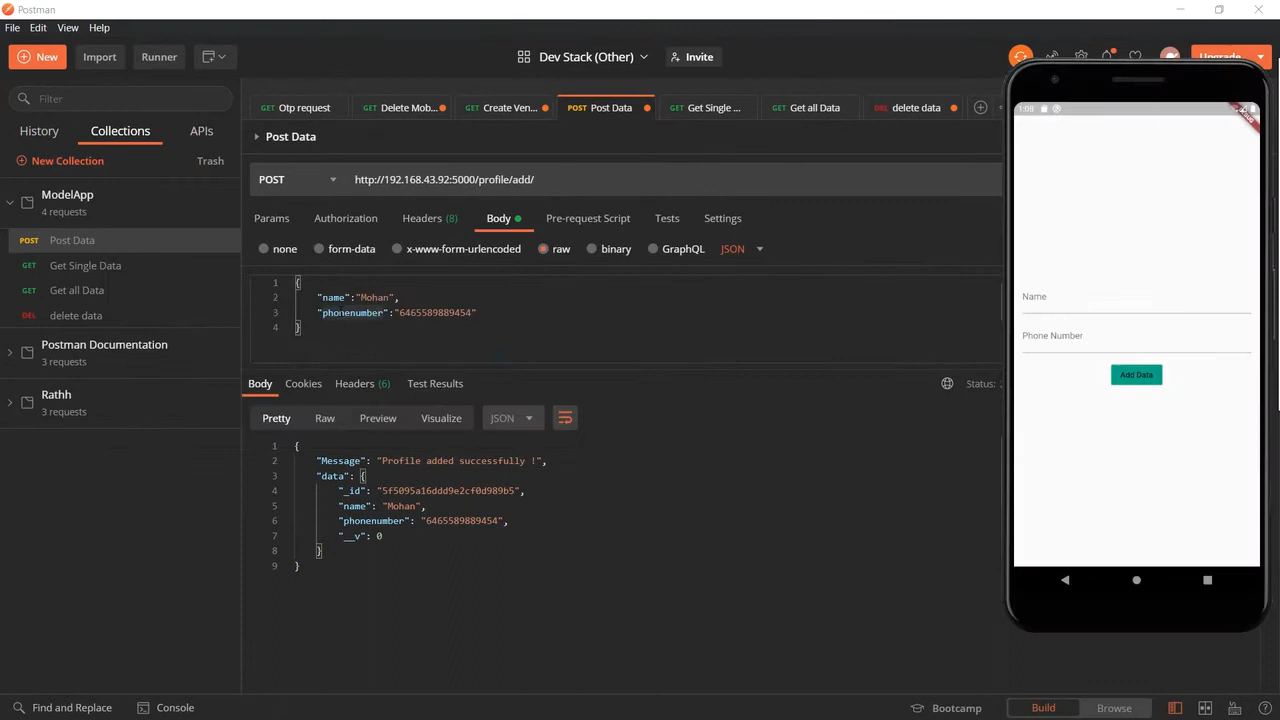 Postman
File Edit View Help
New Import Runner Dev Stack (Other) Invite Upgrade
Filter
History Collections APIs
New Collection Trash
ModelApp
4 requests
POST Post Data
GET Get Single Data
GET Get all Data
DEL delete data
Postman Documentation
3 requests
Rathh
3 requests
GET Otp request GET Delete Mob... GET Create Ven... POST Post Data GET Get Single ... GET Get all Data DEL delete data
Post Data
POST http://192.168.43.92:5000/profile/add/
Params Authorization Headers (8) Body Pre-request Script Tests Settings
none form-data x-www-form-urlencoded raw binary GraphQL JSON
1 {
2 "name":"Mohan",
3 "phonenumber":"6465589889454"
4 }
Body Cookies Headers (6) Test Results Status:
Pretty Raw Preview Visualize JSON
1 {
2 "Message": "Profile added successfully !",
3 "data": {
4 "_id": "5f5095a16ddd9e2cf0d989b5",
5 "name": "Mohan",
6 "phonenumber": "6465589889454",
7 "__v": 0
8 }
9 }
1:08
Name
Phone Number
Add Data
Find and Replace Console Bootcamp Build Browse